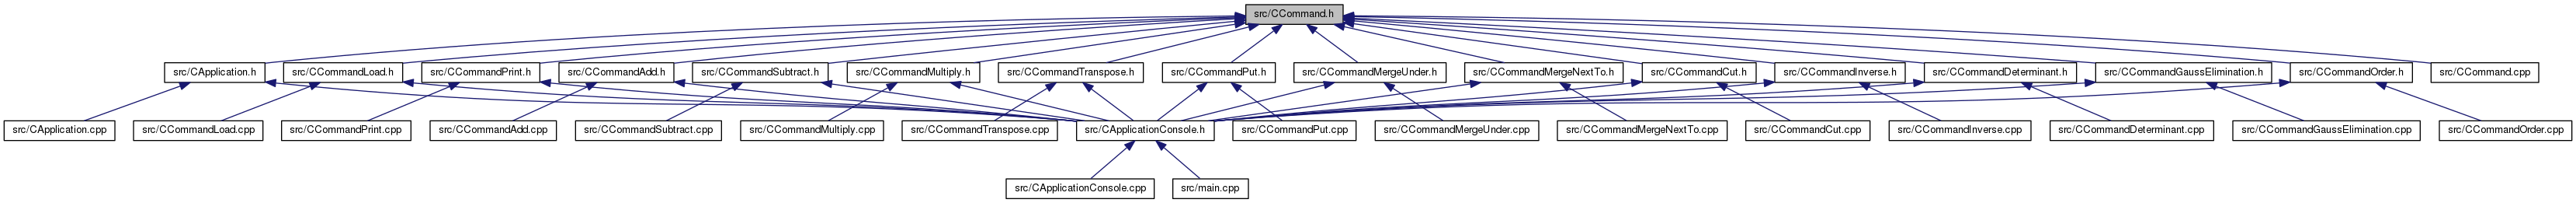 src/CCommand.h
src/CApplication.h
src/CCommandLoad.h
src/CCommandPrint.h
src/CCommandAdd.h
src/CCommandSubtract.h
src/CCommandMultiply.h
src/CCommandTranspose.h
src/CCommandPut.h
src/CCommandMergeUnder.h
src/CCommandMergeNextTo.h
src/CCommandCut.h
src/CCommandInverse.h
src/CCommandDeterminant.h
src/CCommandGaussElimination.h
src/CCommandOrder.h
src/CCommand.cpp
src/CApplication.cpp
src/CCommandLoad.cpp
src/CCommandPrint.cpp
src/CCommandAdd.cpp
src/CCommandSubtract.cpp
src/CCommandMultiply.cpp
src/CCommandTranspose.cpp
src/CApplicationConsole.h
src/CCommandPut.cpp
src/CCommandMergeUnder.cpp
src/CCommandMergeNextTo.cpp
src/CCommandCut.cpp
src/CCommandInverse.cpp
src/CCommandDeterminant.cpp
src/CCommandGaussElimination.cpp
src/CCommandOrder.cpp
src/CApplicationConsole.cpp
src/main.cpp